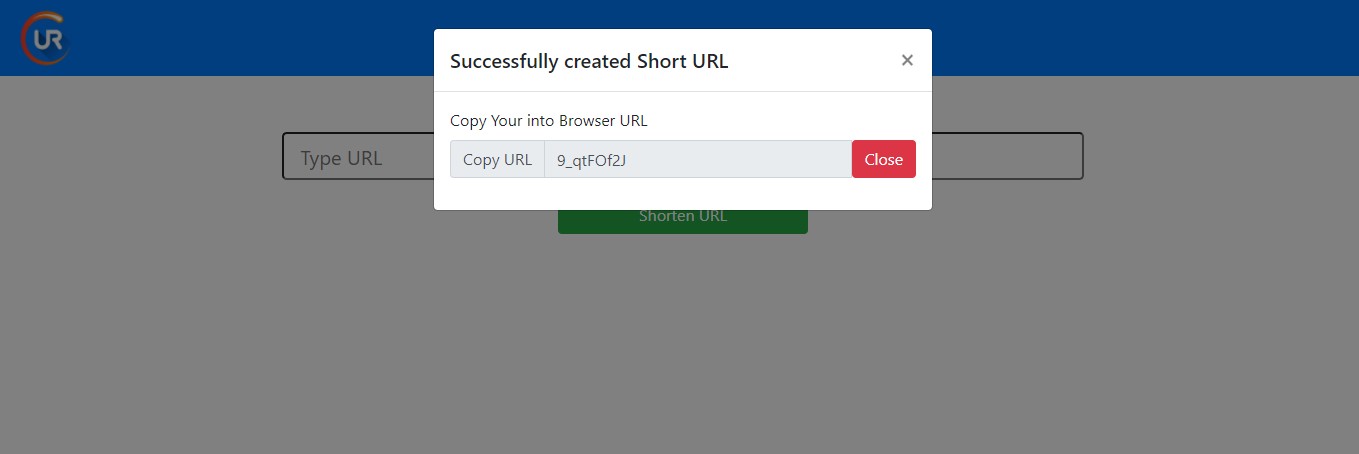 UR
Successfully created Short URL
×
Copy Your into Browser URL
Copy URL 9_qtFOf2J Close
Type URL
Shorten URL